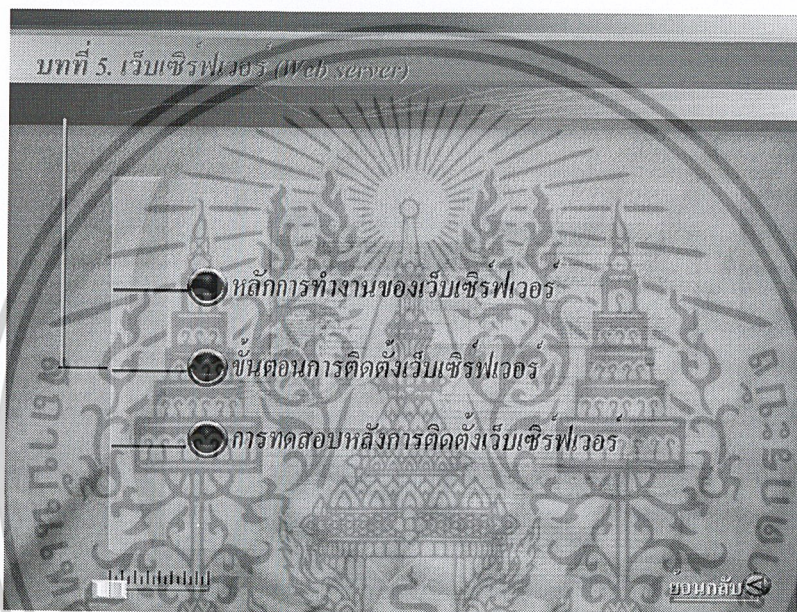 บทที่ 5. เว็บเซิร์ฟเวอร์ (Web server)
หลักการทำงานของเว็บเซิร์ฟเวอร์
ขั้นตอนการติดตั้งเว็บเซิร์ฟเวอร์
การทดสอบหลังการติดตั้งเว็บเซิร์ฟเวอร์
ย้อนกลับ